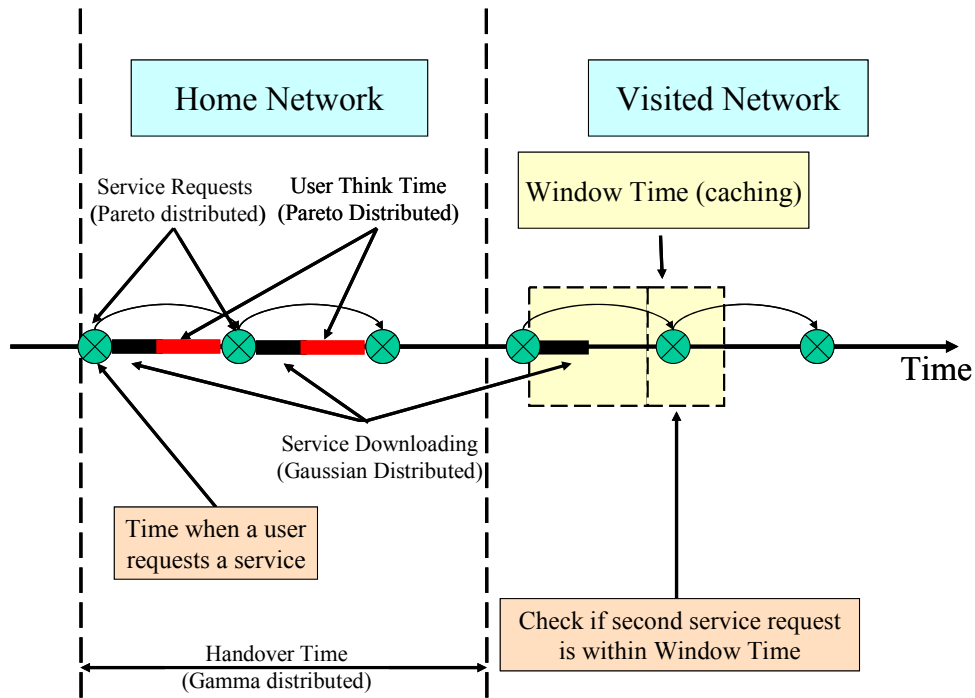 Home Network
Visited Network
Service Requests
(Pareto distributed)
User Think Time
(Pareto Distributed)
Window Time (caching)
Time
Service Downloading
(Gaussian Distributed)
Time when a user
requests a service
Check if second service request
is within Window Time
Handover Time
(Gamma distributed)